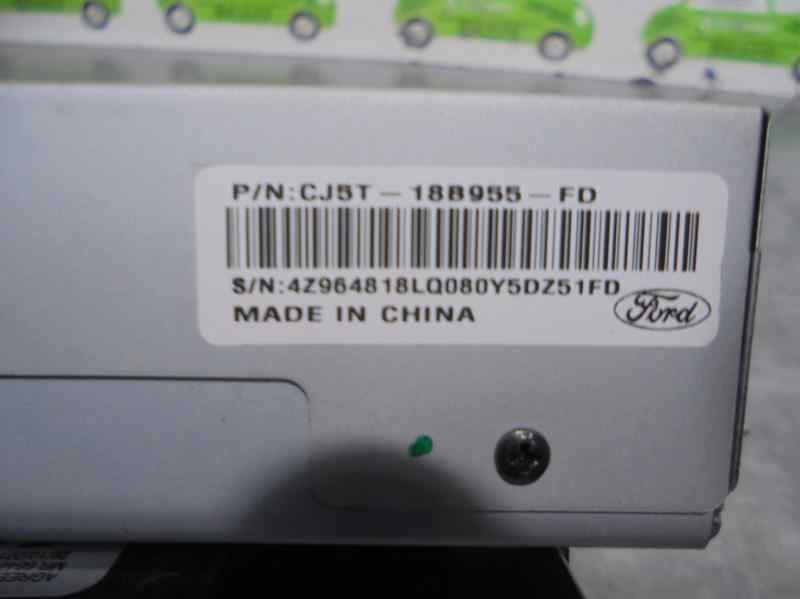 P/N:CJ5T-18B955-FD
S/N:4Z964818LQ080Y5DZ51FD
Ford
MADE IN CHINA